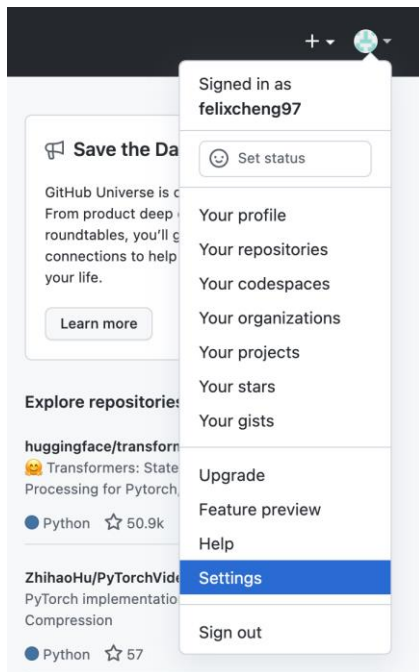 Signed in as
felixcheng97
Set status
Your profile
Your repositories
Your codespaces
Your organizations
Your projects
Your stars
Your gists
Upgrade
Feature preview
Help
Settings
Sign out
Save the Da
GitHub Universe is
From product deep
roundtables, you'll
connections to help
your life.
Learn more
Explore repositories
huggingface/transform
Transformers: State
Processing for Pytorch,
Python 50.9k
ZhihaoHu/PyTorchVide
PyTorch implementatio
Compression
Python 57